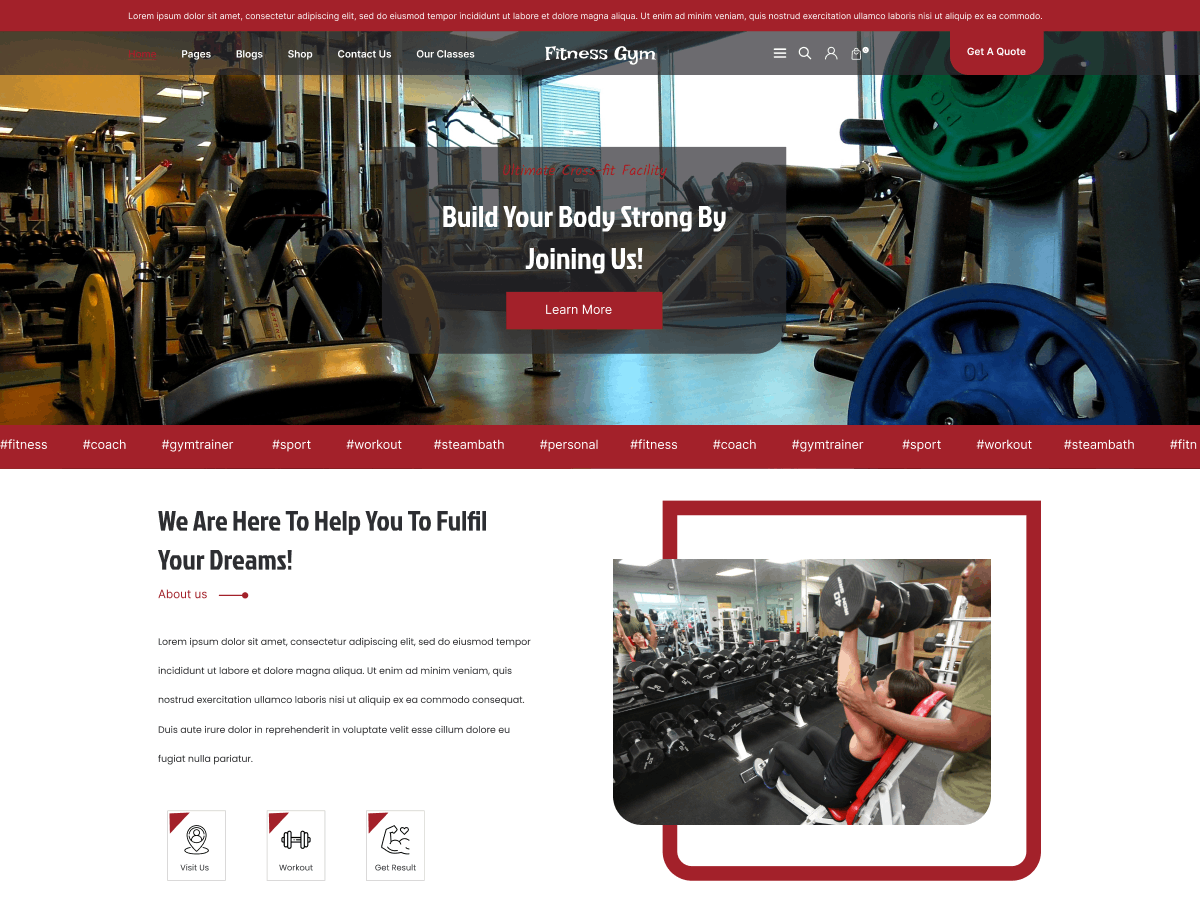 Lorem ipsum dolor sit amet, consectetur adipiscing elit, sed do eiusmod tempor incididunt ut labore et dolore magna aliqua. Ut enim ad minim veniam, quis nostrud exercitation ullamco laboris nisi ut aliquip ex ea commodo.
Home Pages Blogs Shop Contact Us Our Classes Fitness Gym Get A Quote
Ultimate Cross-fit Facility
Build Your Body Strong By
Joining Us!
Learn More
10
10
#fitness #coach #gymtrainer #sport #workout #steambath #personal #fitness #coach #gymtrainer #sport #workout #steambath #fitn
We Are Here To Help You To Fulfil
Your Dreams!
About us
Lorem ipsum dolor sit amet, consectetur adipiscing elit, sed do eiusmod tempor
incididunt ut labore et dolore magna aliqua. Ut enim ad minim veniam, quis
nostrud exercitation ullamco laboris nisi ut aliquip ex ea commodo consequat.
Duis aute irure dolor in reprehenderit in voluptate velit esse cillum dolore eu
fugiat nulla pariatur.
40
Visit Us Workout Get Result